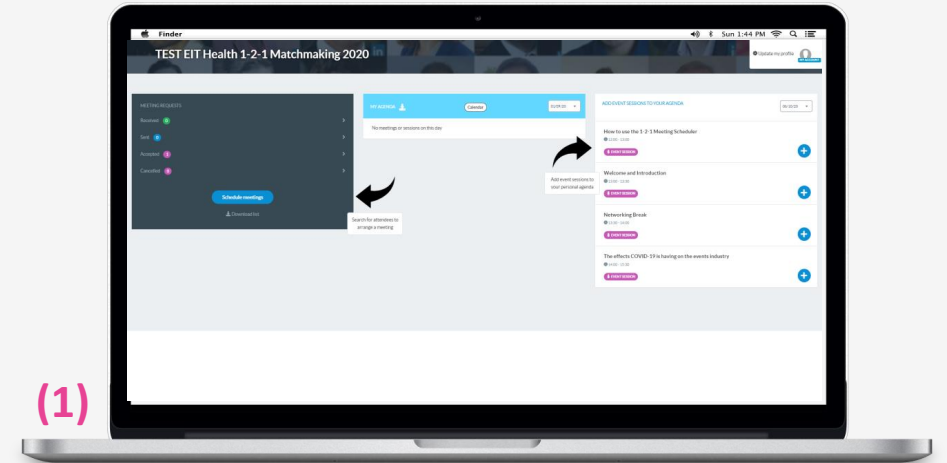 Finder
Sun 1:44 PM
TEST EIT Health 1-2-1 Matchmaking 2020
Update my profile
MEETING REQUESTS
Received 0
Sent 0
Accepted
Cancelled
Schedule meetings
Download list
Search for attendees to
arrange a meeting
MY AGENDA
Calendar
No meetings or sessions on this day
Add event sessions to
your personal agenda
ADD EVENT SESSIONS TO YOUR AGENDA
How to use the 1-2-1 Meeting Scheduler
EVENT SESSION
Welcome and Introduction
EVENT SESSION
Networking Break
EVENT SESSION
The effects COVID-19 is having on the events industry
EVENT SESSION
(1)